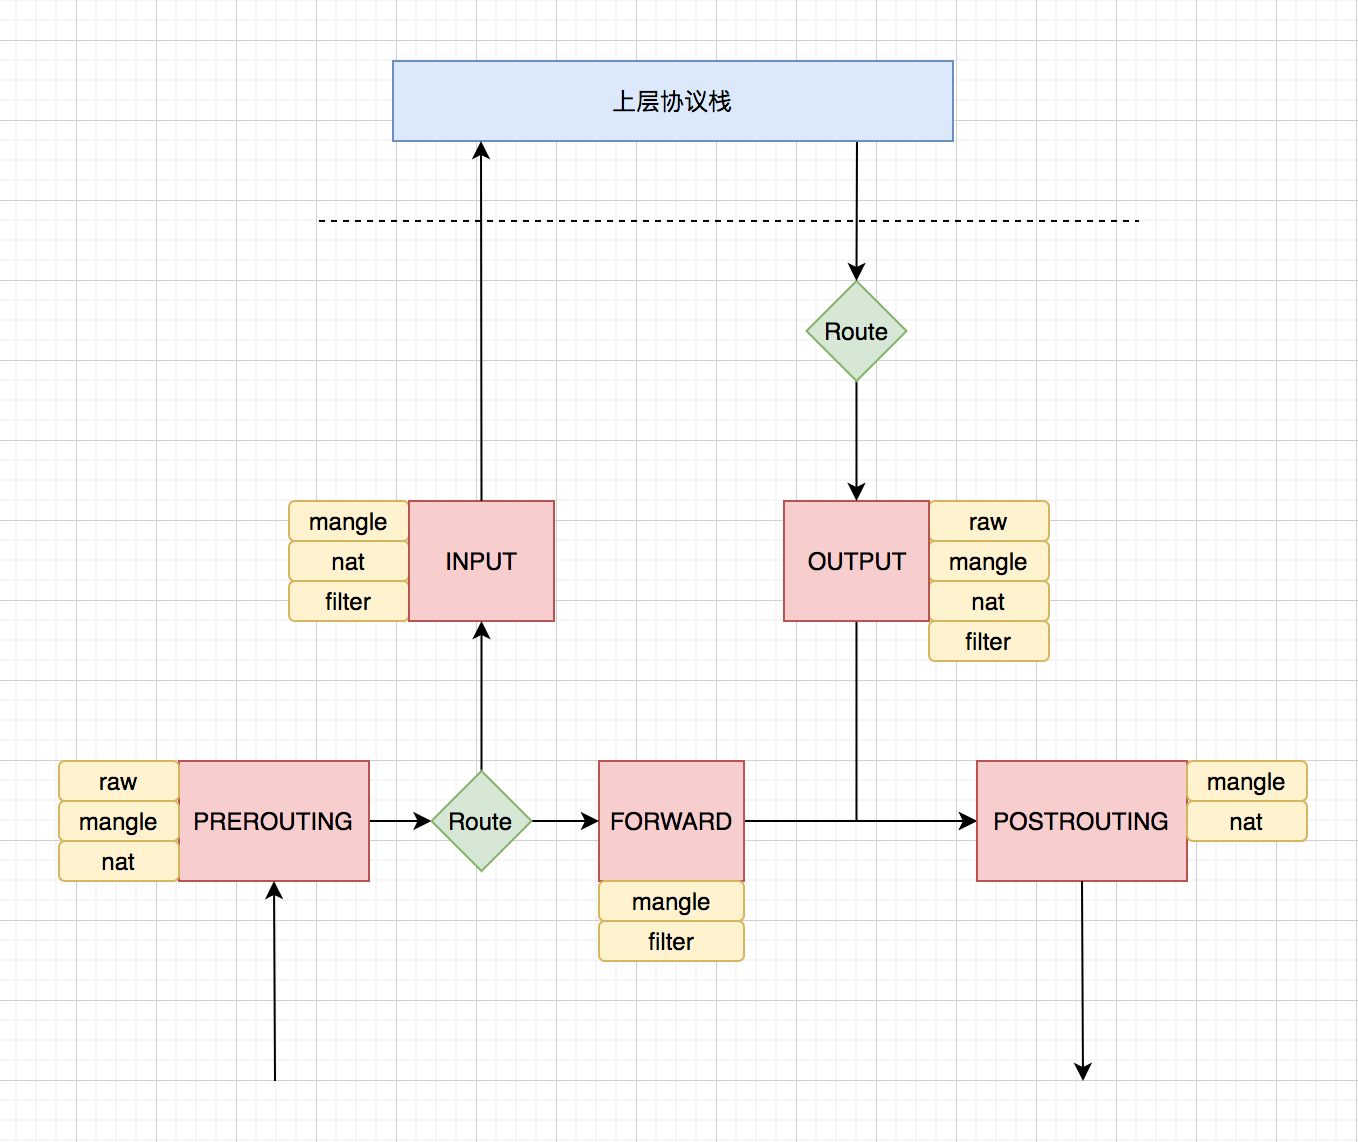 上层协议栈
Route
mangle
nat
filter
INPUT
OUTPUT
raw
mangle
nat
filter
raw
mangle
nat
PREROUTING
Route
FORWARD
mangle
filter
POSTROUTING
mangle
nat